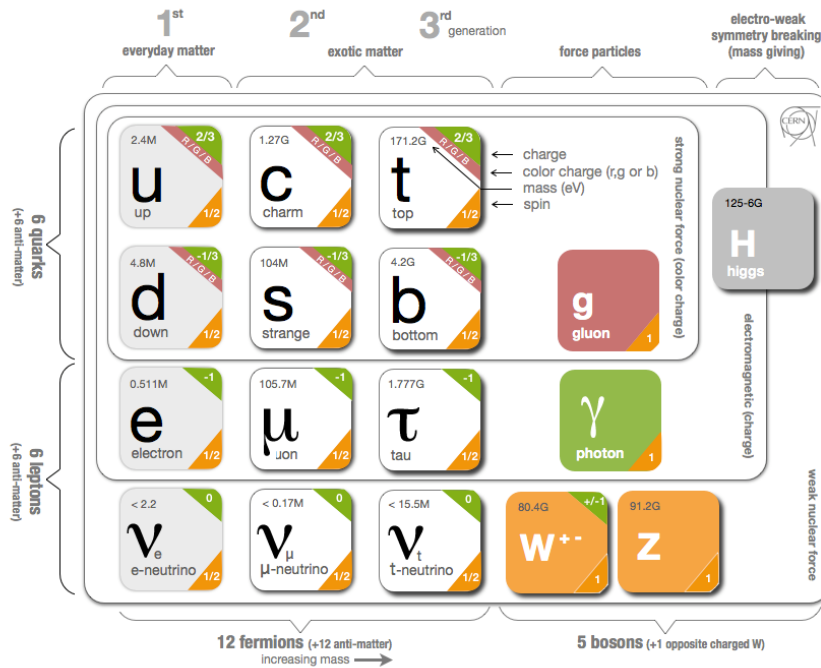 1st
2nd
3rd generation
everyday matter
exotic matter
force particles
electro-weak
symmetry breaking
(mass giving)
CERN
6 quarks
(+6 anti-matter)
2.4M
2/3
R/G/B
u
up
1/2
1.27G
2/3
R/G/B
c
charm
1/2
171.2G
2/3
R/G/B
t
top
1/2
charge
color charge (r,g or b)
mass (eV)
spin
strong nuclear force (color charge)
125-6G
H
higgs
4.8M
-1/3
R/G/B
d
down
1/2
104M
-1/3
R/G/B
s
strange
1/2
4.2G
-1/3
R/G/B
b
bottom
1/2
g
gluon
1
electromagnetic (charge)
6 leptons
(+6 anti-matter)
0.511M
-1
e
electron
1/2
105.7M
-1
μ
uon
1/2
1.777G
-1
τ
tau
1/2
γ
photon
1
weak nuclear force
< 2.2
0
νe
e-neutrino
1/2
< 0.17M
0
νμ
μ-neutrino
1/2
< 15.5M
0
νt
t-neutrino
1/2
80.4G
+/-1
W+-
1
91.2G
Z
1
12 fermions (+12 anti-matter)
increasing mass
5 bosons (+1 opposite charged W)